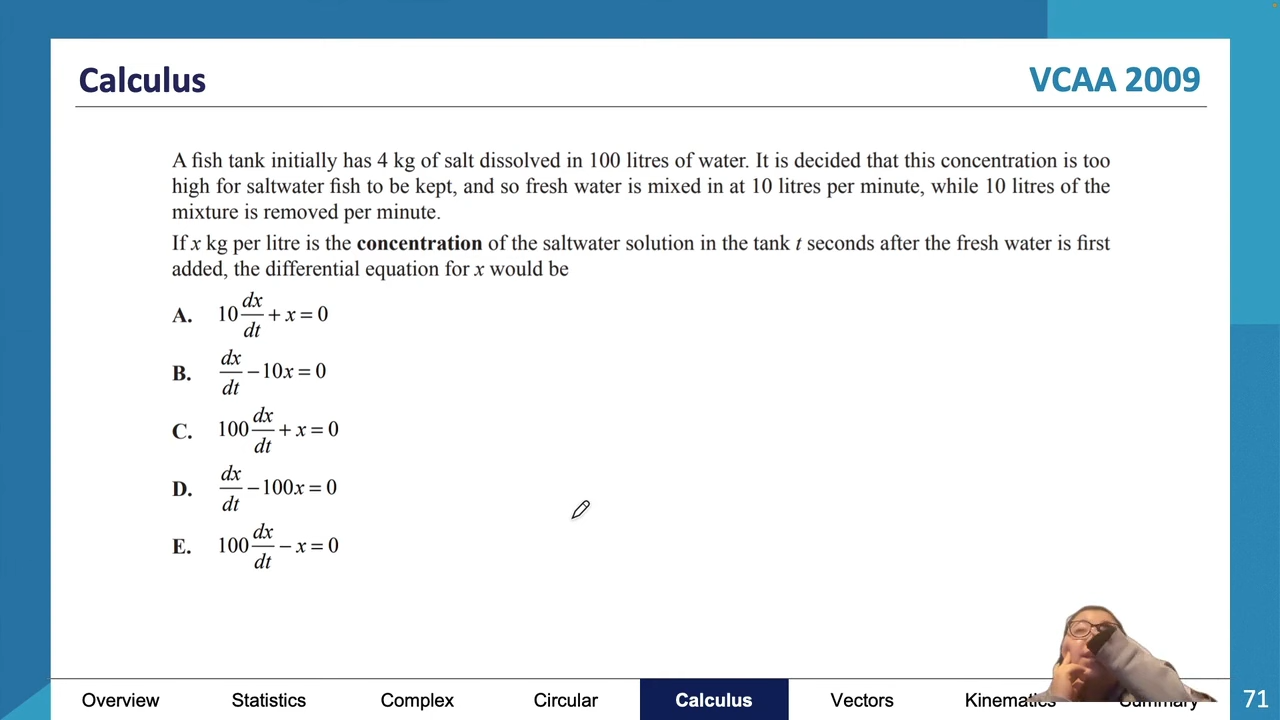 Calculus
VCAA 2009
A fish tank initially has 4 kg of salt dissolved in 100 litres of water. It is decided that this concentration is too
high for saltwater fish to be kept, and so fresh water is mixed in at 10 litres per minute, while 10 litres of the
mixture is removed per minute.
If x kg per litre is the concentration of the saltwater solution in the tank t seconds after the fresh water is first
added, the differential equation for x would be
A. 10 dx/dt + x = 0
B. dx/dt − 10x = 0
C. 100 dx/dt + x = 0
D. dx/dt − 100x = 0
E. 100 dx/dt − x = 0
Overview Statistics Complex Circular Calculus Vectors Kinematics Summary 71